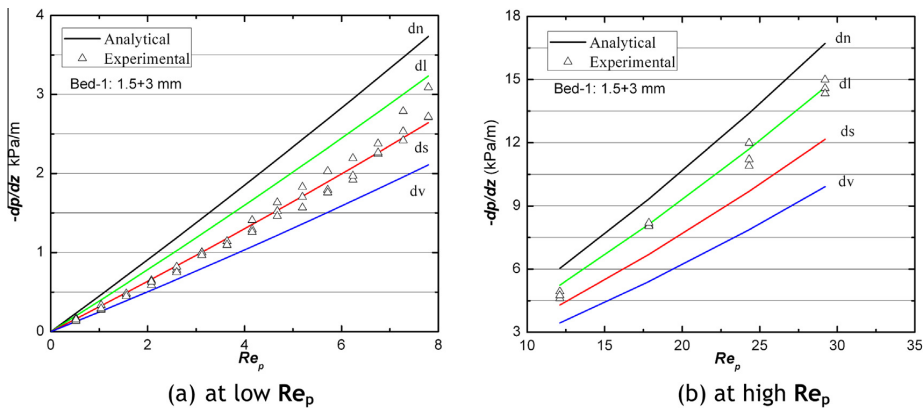 4
3
2
1
0
-dp/dz kPa/m
Analytical
Experimental
Bed-1: 1.5+3 mm
dn
dl
ds
dv
0 2 4 6 8
Re_p
(a) at low Re_p
18
15
12
9
6
3
-dp/dz (kPa/m)
Analytical
Experimental
Bed-1: 1.5+3 mm
dn
dl
ds
dv
10 15 20 25 30 35
Re_p
(b) at high Re_p